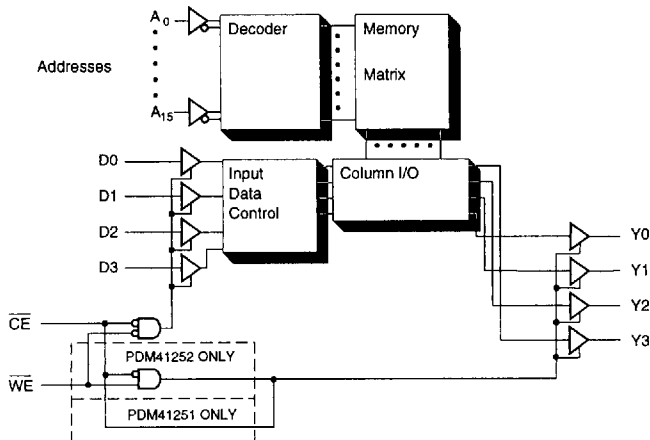 A0
Decoder
Memory
Matrix
Addresses
A15
D0
D1
D2
D3
Input
Data
Control
Column I/O
Y0
Y1
Y2
Y3
CE
PDM41252 ONLY
WE
PDM41251 ONLY